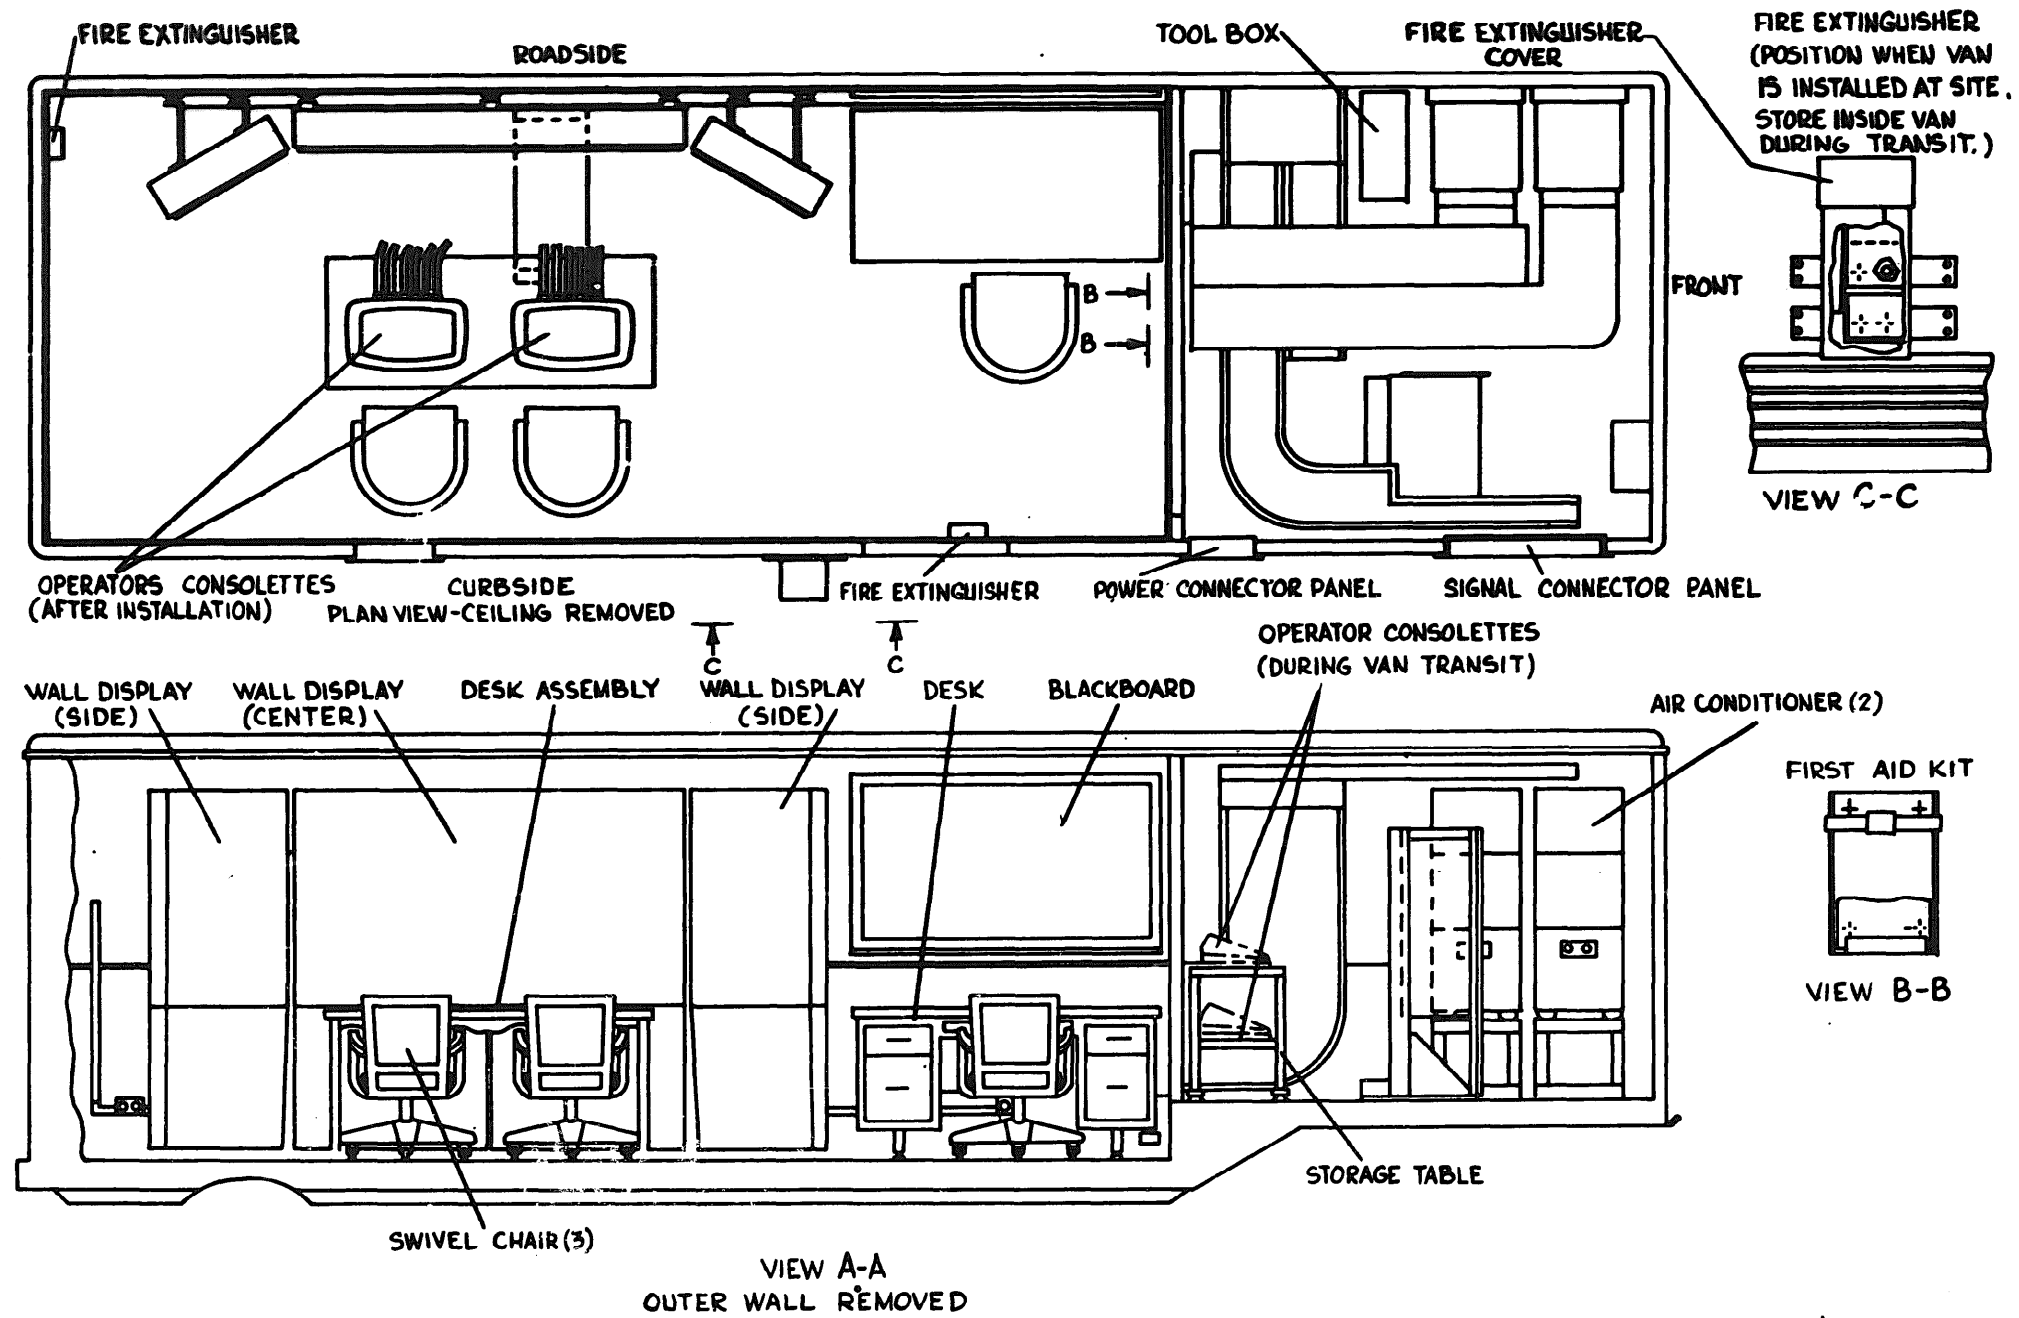 FIRE EXTINGUISHER
ROADSIDE
TOOL BOX
FIRE EXTINGUISHER
COVER
FIRE EXTINGUISHER
(POSITION WHEN VAN
IS INSTALLED AT SITE.
STORE INSIDE VAN
DURING TRANSIT.)
B
B
FRONT
VIEW C-C
OPERATORS CONSOLETTES
(AFTER INSTALLATION)
CURBSIDE
PLAN VIEW-CEILING REMOVED
FIRE EXTINGUISHER
POWER CONNECTOR PANEL
SIGNAL CONNECTOR PANEL
C
C
OPERATOR CONSOLETTES
(DURING VAN TRANSIT)
WALL DISPLAY
(SIDE)
WALL DISPLAY
(CENTER)
DESK ASSEMBLY
WALL DISPLAY
(SIDE)
DESK
BLACKBOARD
AIR CONDITIONER (2)
FIRST AID KIT
VIEW B-B
STORAGE TABLE
SWIVEL CHAIR (3)
VIEW A-A
OUTER WALL REMOVED